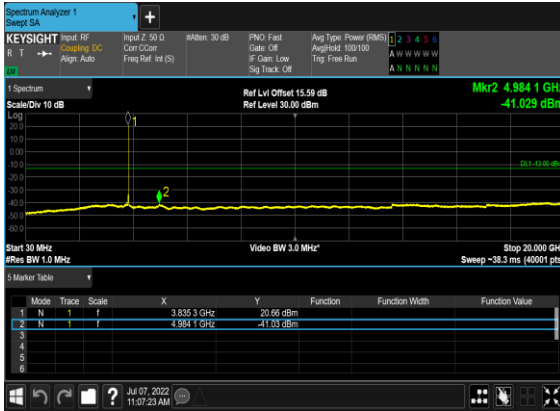 Spectrum Analyzer 1
Swept SA
+
KEYSIGHT
R T
Input: RF
Coupling: DC
Align: Auto
Input Z: 50 Ω
Corr CCorr
Freq Ref: Int (S)
#Atten: 30 dB
PNO: Fast
Gate: Off
IF Gain: Low
Sig Track: Off
Avg Type: Power (RMS)
Avg|Hold: 100/100
Trig: Free Run
1 2 3 4 5 6
A W W W W W
A N N N N N
1 Spectrum
Scale/Div 10 dB
Ref Lvl Offset 15.59 dB
Ref Level 30.00 dBm
Mkr2 4.984 1 GHz
-41.029 dBm
Log
20.0
10.0
0.00
-10.0
-20.0
-30.0
-40.0
-50.0
-60.0
1
2
DL1 -13.00 dBm
Start 30 MHz
#Res BW 1.0 MHz
Video BW 3.0 MHz*
Stop 20.000 GHz
Sweep ~38.3 ms (40001 pts)
5 Marker Table
Mode Trace Scale X Y Function Function Width Function Value
1 N 1 f 3.835 3 GHz 20.66 dBm
2 N 1 f 4.984 1 GHz -41.03 dBm
3
4
5
6
?
Jul 07, 2022
11:07:23 AM